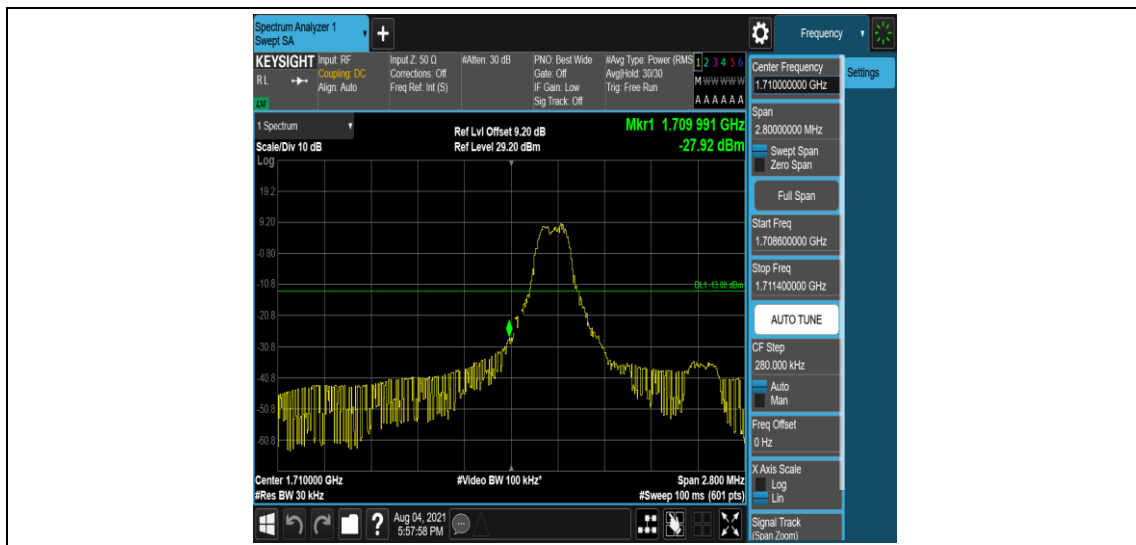 Spectrum Analyzer 1
Swept SA
Frequency
KEYSIGHT
RL
Input: RF
Coupling: DC
Align: Auto
Input Z: 50 Ω
Corrections: Off
Freq Ref: Int (S)
#Atten: 30 dB
PNO: Best Wide
Gate: Off
IF Gain: Low
Sig Track: Off
#Avg Type: Power (RMS
Avg|Hold: 30/30
Trig: Free Run
1 2 3 4 5 6
M W W W W W
A A A A A A
1 Spectrum
Scale/Div 10 dB
Ref Lvl Offset 9.20 dB
Ref Level 29.20 dBm
Mkr1 1.709 991 GHz
-27.92 dBm
Log
19.2
9.20
-0.80
-10.8
-20.8
-30.8
-40.8
-50.8
-60.8
DL1 -13.00 dBm
1
Center 1.710000 GHz
#Res BW 30 kHz
#Video BW 100 kHz*
Span 2.800 MHz
#Sweep 100 ms (601 pts)
Aug 04, 2021
5:57:58 PM
Settings
Center Frequency
1.710000000 GHz
Span
2.80000000 MHz
Swept Span
Zero Span
Full Span
Start Freq
1.708600000 GHz
Stop Freq
1.711400000 GHz
AUTO TUNE
CF Step
280.000 kHz
Auto
Man
Freq Offset
0 Hz
X Axis Scale
Log
Lin
Signal Track
(Span Zoom)